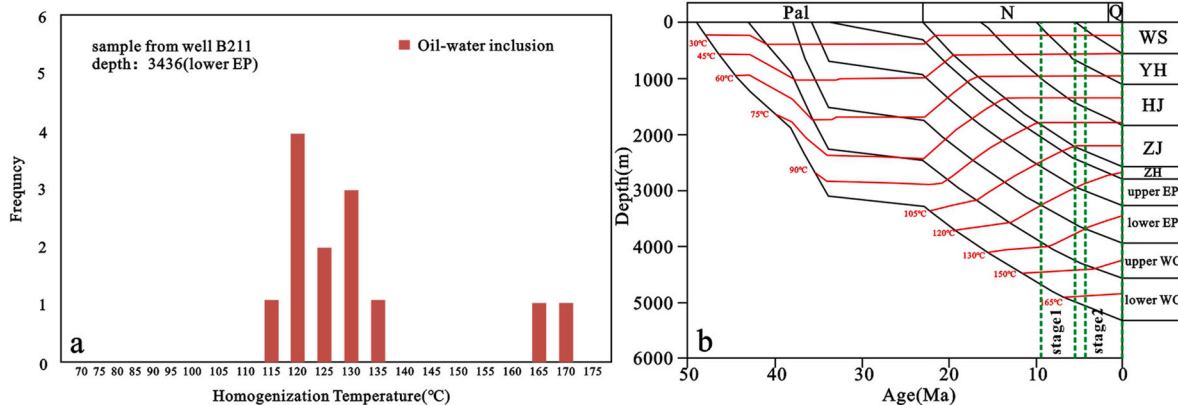 6
5
4
3
2
1
0
Frequncy
sample from well B211
depth: 3436(lower EP)
Oil-water inclusion
a
70 75 80 85 90 95 100 105 110 115 120 125 130 135 140 145 150 155 160 165 170 175
Homogenization Temperature(℃)
Pal N Q
0
1000
2000
3000
4000
5000
6000
Depth(m)
30℃
45℃
60℃
75℃
90℃
105℃
120℃
130℃
150℃
165℃
WS
YH
HJ
ZJ
ZH
upper EP
lower EP
upper WC
lower WC
stage1
stage2
b
50 40 30 20 10 0
Age(Ma)